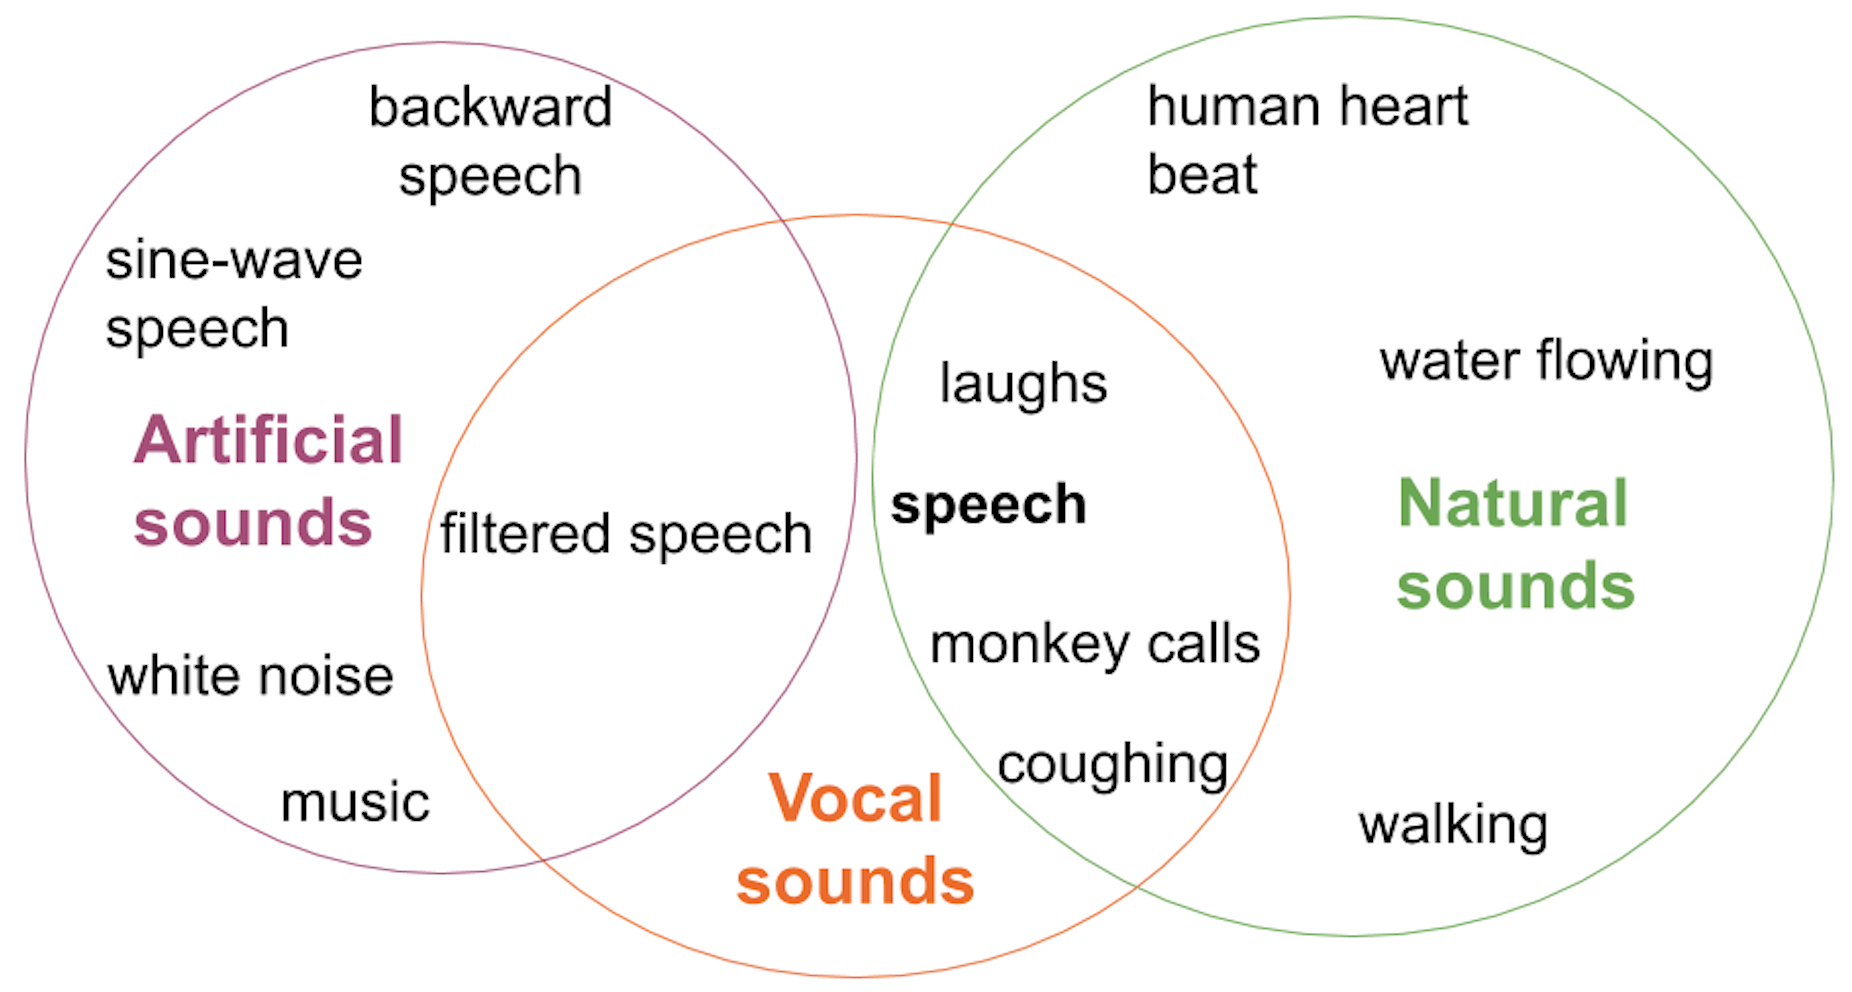 backward
speech
sine-wave
speech
Artificial
sounds
filtered speech
white noise
music
Vocal
sounds
laughs
speech
monkey calls
coughing
human heart
beat
water flowing
Natural
sounds
walking